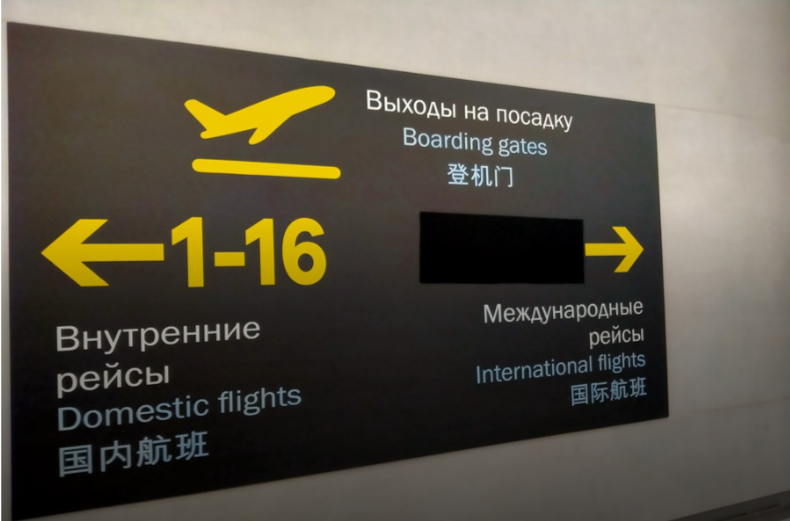 Выходы на посадку
Boarding gates
登机门
1-16
Внутренние
рейсы
Domestic flights
国内航班
Международные
рейсы
International flights
国际航班